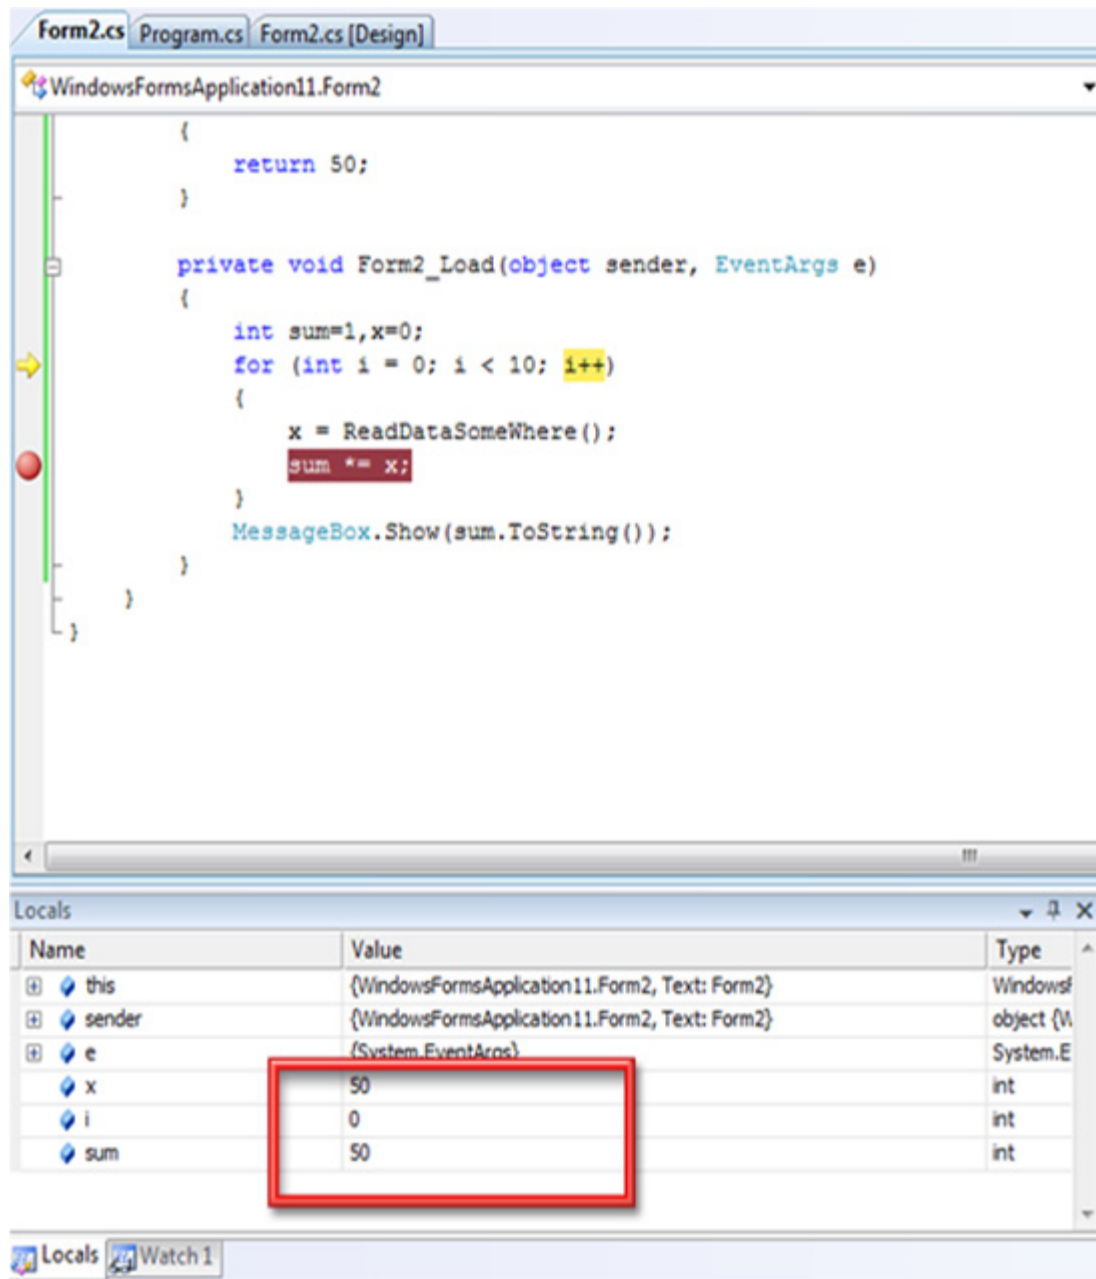 Form2.cs Program.cs Form2.cs [Design]
WindowsFormsApplication11.Form2
{
return 50;
}
private void Form2_Load(object sender, EventArgs e)
{
int sum=1,x=0;
for (int i = 0; i < 10; i++)
{
x = ReadDataSomeWhere();
sum *= x;
}
MessageBox.Show(sum.ToString());
}
}
}
Locals
Name Value Type
this {WindowsFormsApplication11.Form2, Text: Form2} Windowsf
sender {WindowsFormsApplication11.Form2, Text: Form2} object {W
e {System.EventArgs} System.E
x 50 int
i 0 int
sum 50 int
Locals Watch 1